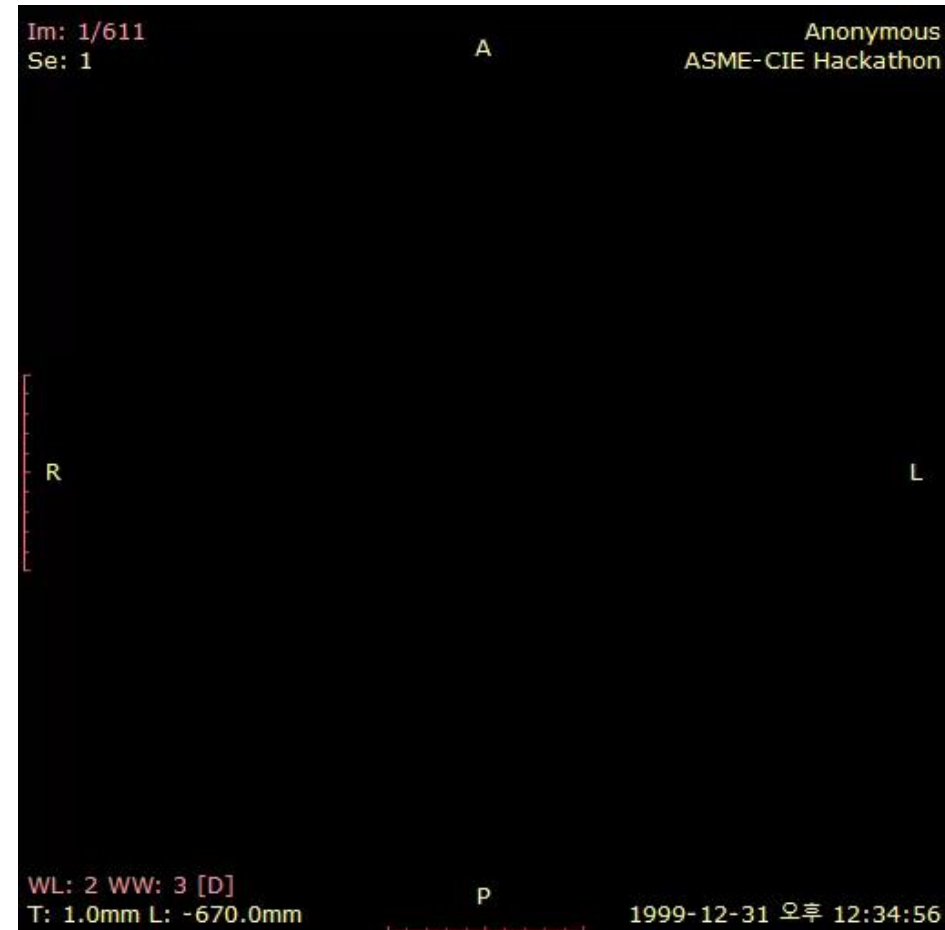 Im: 1/611
Se: 1
A
Anonymous
ASME-CIE Hackathon
R
L
WL: 2 WW: 3 [D]
T: 1.0mm L: -670.0mm
P
1999-12-31 오후 12:34:56